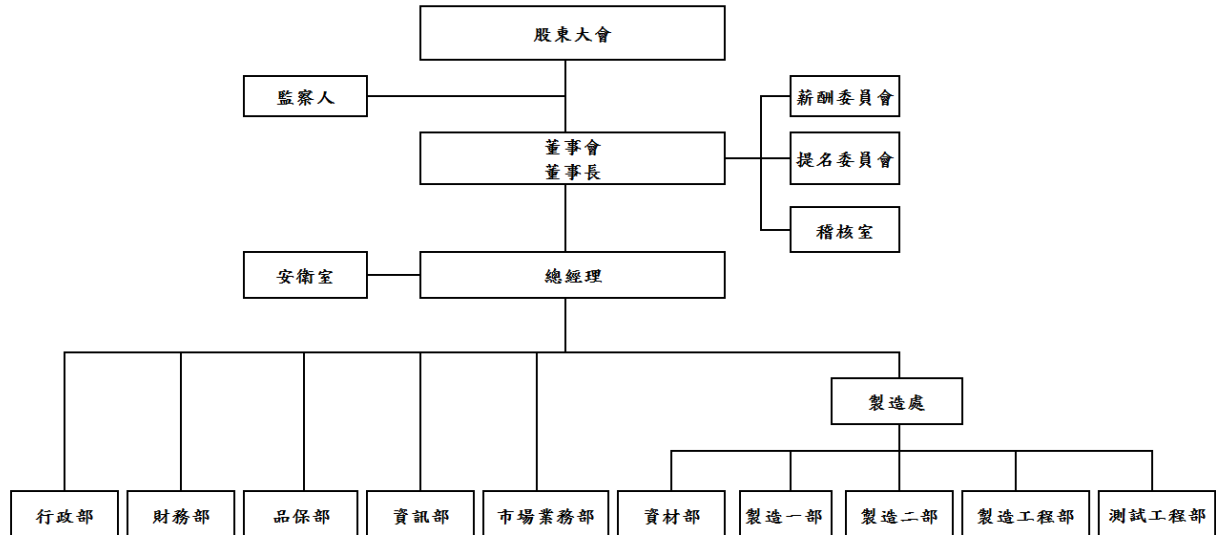 股東大會
監察人
薪酬委員會
董事會
董事長
提名委員會
稽核室
安衛室
總經理
製造處
行政部
財務部
品保部
資訊部
市場業務部
資材部
製造一部
製造二部
製造工程部
測試工程部